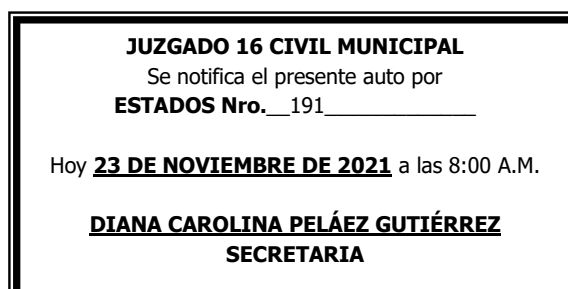 JUZGADO 16 CIVIL MUNICIPAL
Se notifica el presente auto por
ESTADOS Nro.__191______________
Hoy 23 DE NOVIEMBRE DE 2021 a las 8:00 A.M.
DIANA CAROLINA PELÁEZ GUTIÉRREZ
SECRETARIA